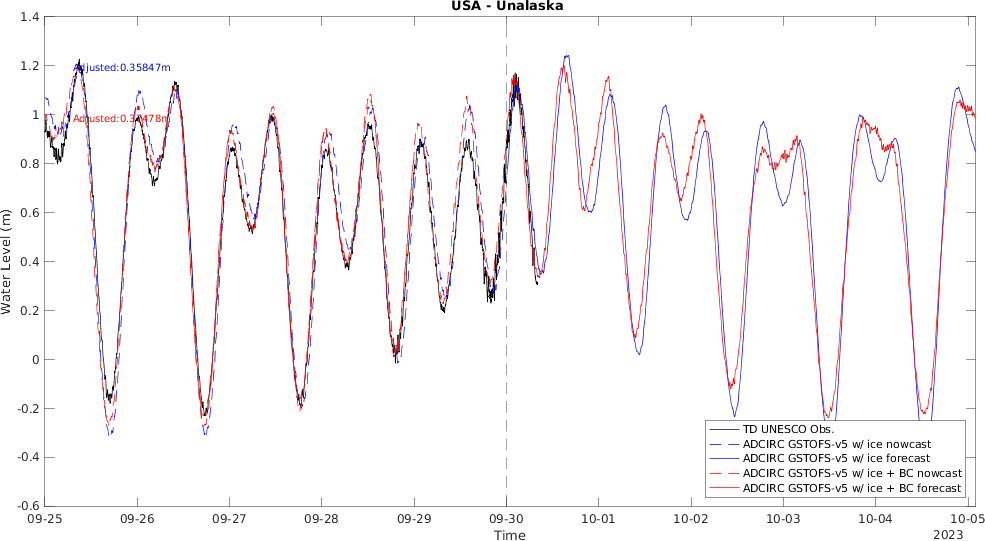 USA - Unalaska
1.4
1.2
1
0.8
0.6
0.4
0.2
0
-0.2
-0.4
-0.6
Water Level (m)
Adjusted:0.35847m
TD UNESCO Obs.
ADCIRC GSTOFS-v5 w/ ice nowcast
ADCIRC GSTOFS-v5 w/ ice forecast
ADCIRC GSTOFS-v5 w/ ice + BC nowcast
ADCIRC GSTOFS-v5 w/ ice + BC forecast
09-25 09-26 09-27 09-28 09-29 09-30 10-01 10-02 10-03 10-04 10-05
Time
2023